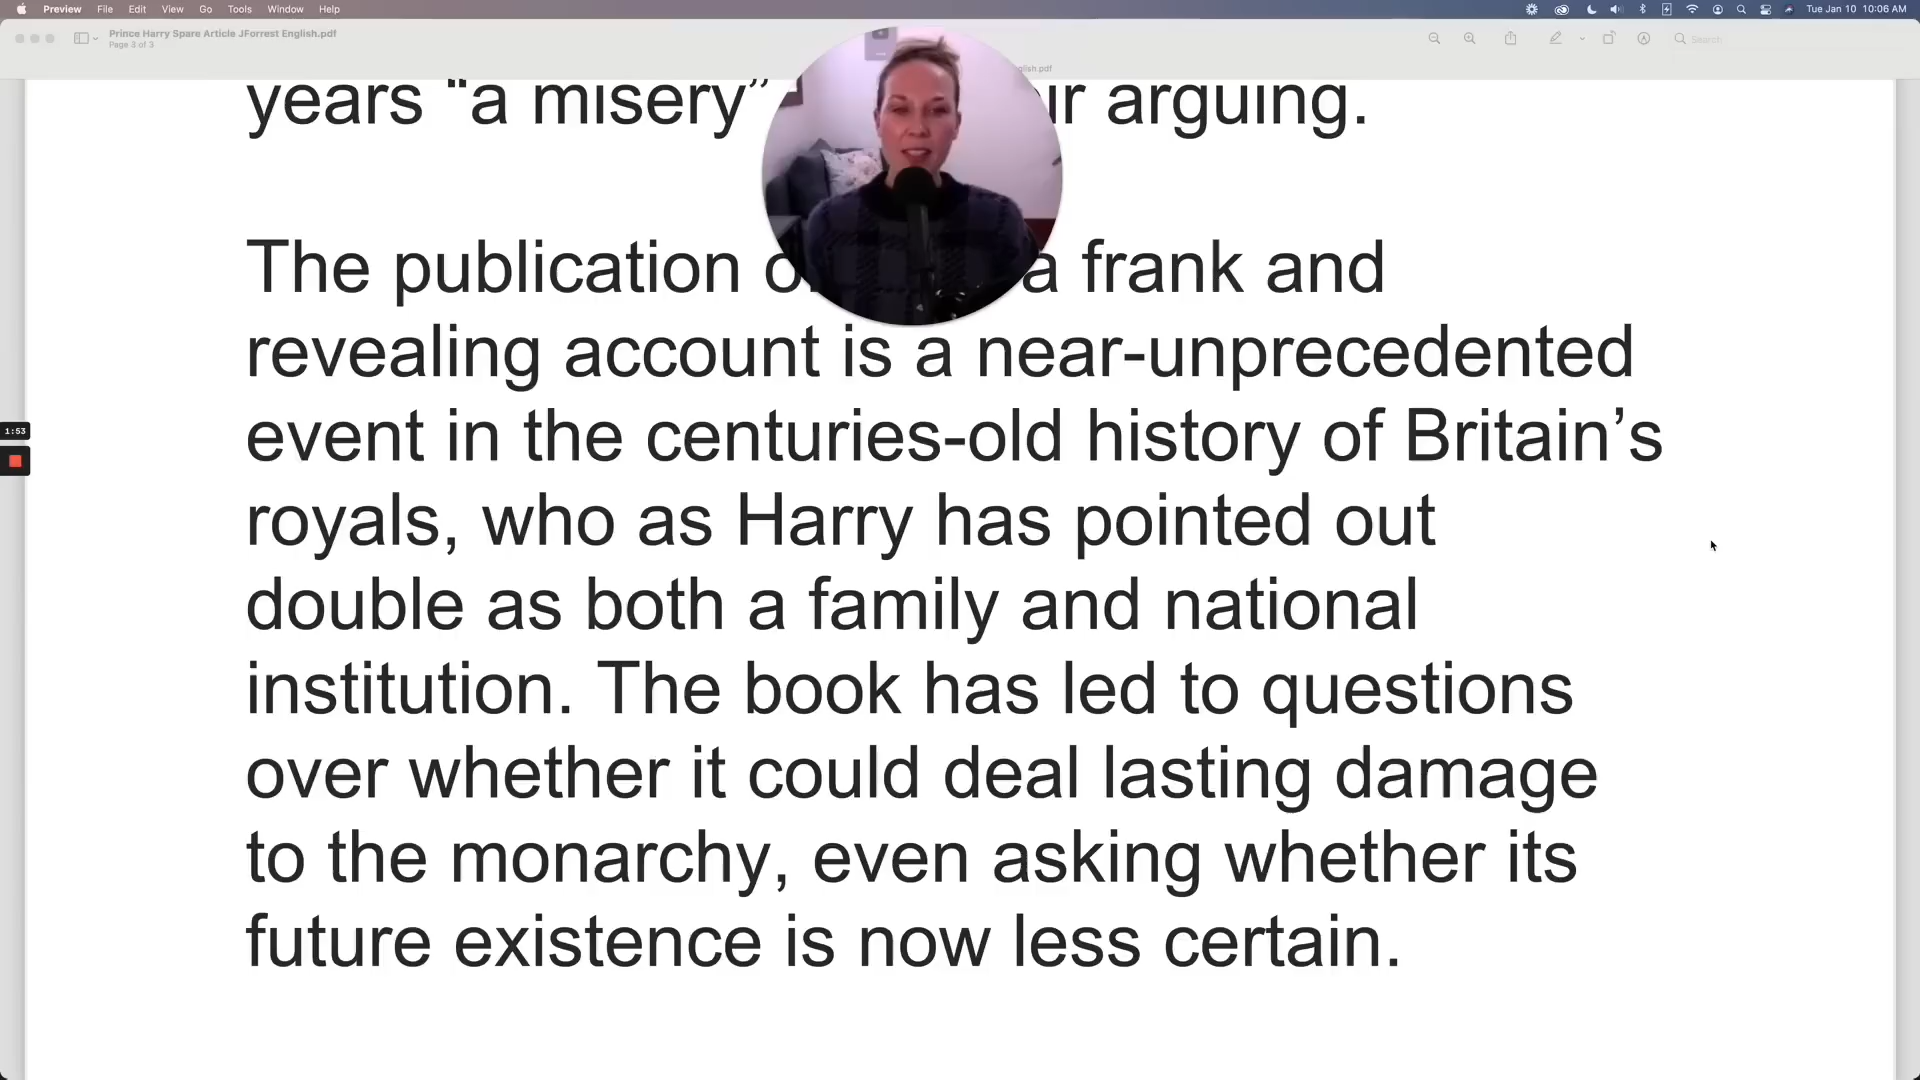 Preview File Edit View Go Tools Window Help Tue Jan 10 10:06 AM
Prince Harry Spare Article JForrest English.pdf
Page 3 of 3
Search
glish.pdf
years “a misery” ir arguing.
The publication o a frank and
revealing account is a near-unprecedented
event in the centuries-old history of Britain’s
royals, who as Harry has pointed out
double as both a family and national
institution. The book has led to questions
over whether it could deal lasting damage
to the monarchy, even asking whether its
future existence is now less certain.
1:53